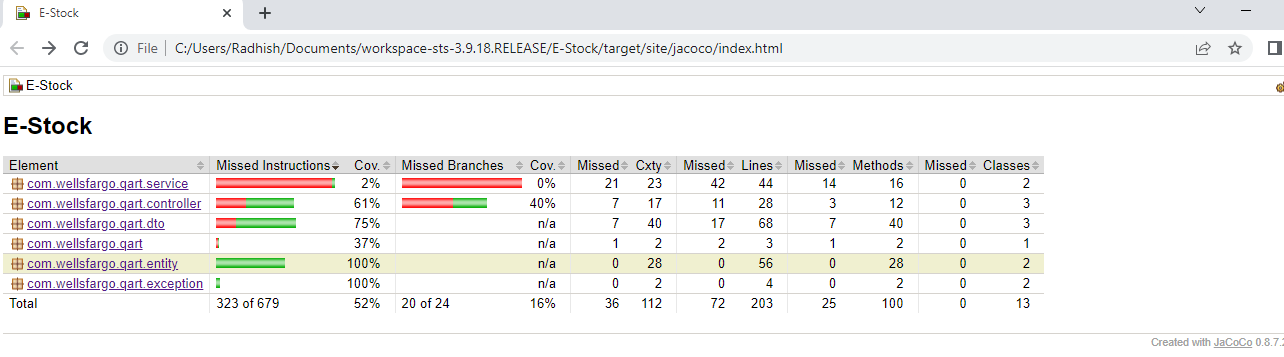 E-Stock
File C:/Users/Radhish/Documents/workspace-sts-3.9.18.RELEASE/E-Stock/target/site/jacoco/index.html
E-Stock
E-Stock
Element Missed Instructions Cov. Missed Branches Cov. Missed Cxty Missed Lines Missed Methods Missed Classes
com.wellsfargo.qart.service 2% 0% 21 23 42 44 14 16 0 2
com.wellsfargo.qart.controller 61% 40% 7 17 11 28 3 12 0 3
com.wellsfargo.qart.dto 75% n/a 7 40 17 68 7 40 0 3
com.wellsfargo.qart 37% n/a 1 2 2 3 1 2 0 1
com.wellsfargo.qart.entity 100% n/a 0 28 0 56 0 28 0 2
com.wellsfargo.qart.exception 100% n/a 0 2 0 4 0 2 0 2
Total 323 of 679 52% 20 of 24 16% 36 112 72 203 25 100 0 13
Created with JaCoCo 0.8.7.